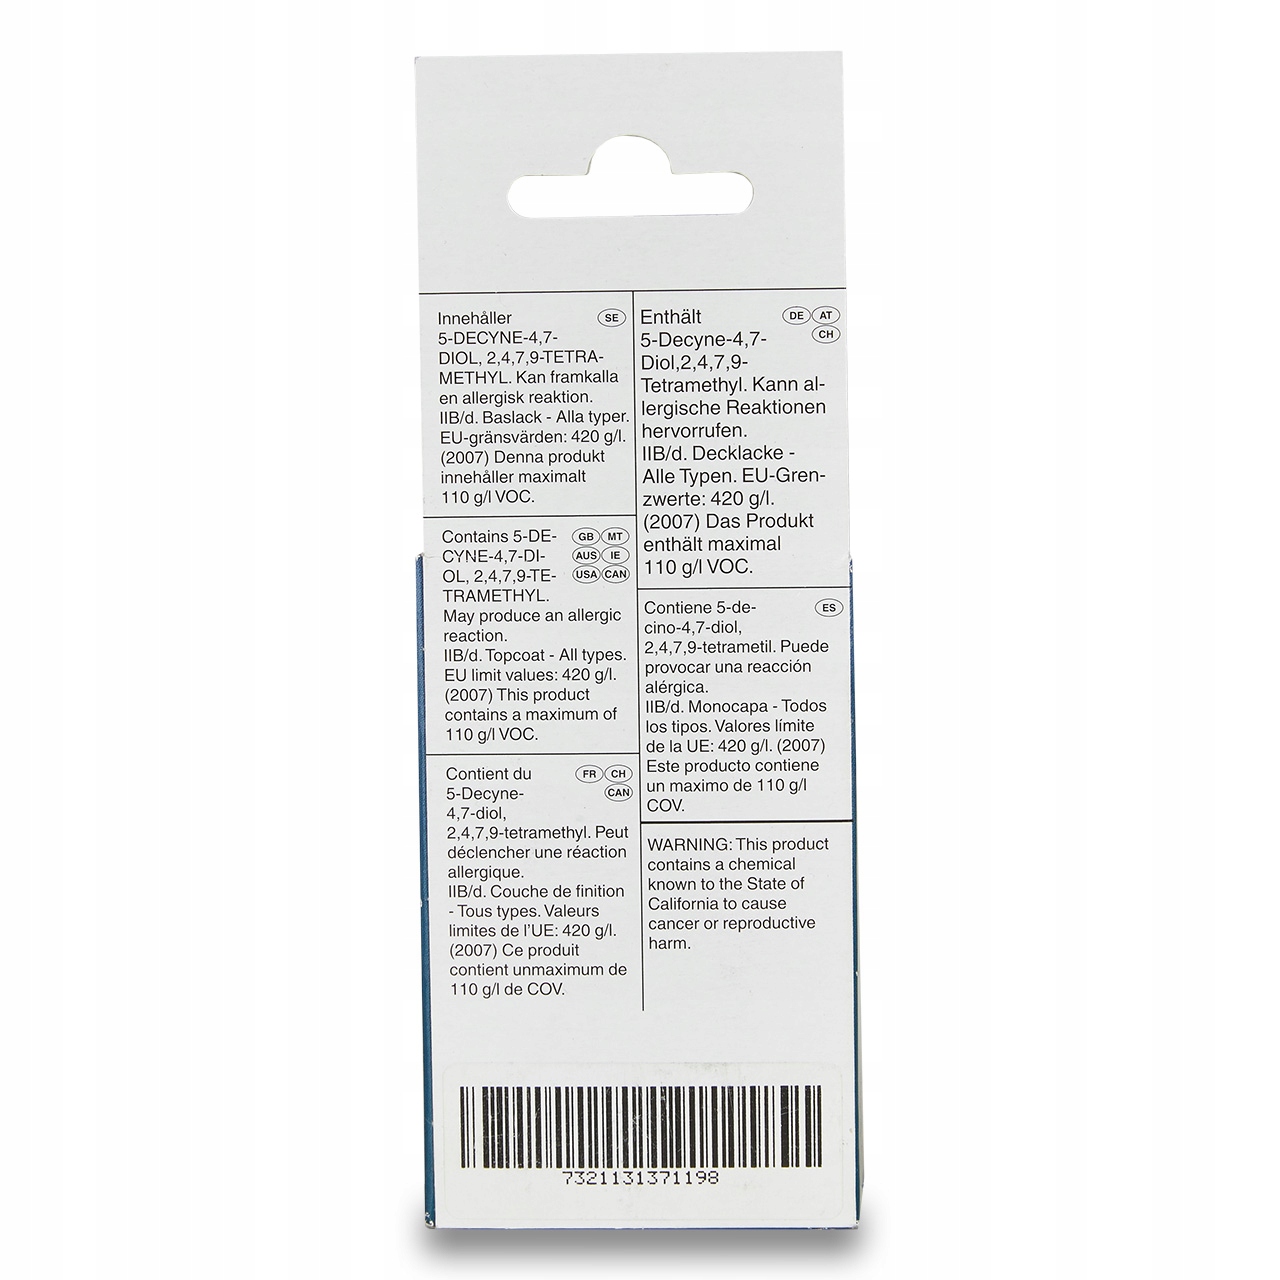 Innehåller SE
5-DECYNE-4,7-
DIOL, 2,4,7,9-TETRA-
METHYL. Kan framkalla
en allergisk reaktion.
IIB/d. Baslack - Alla typer.
EU-gränsvärden: 420 g/l.
(2007) Denna produkt
innehåller maximalt
110 g/l VOC.
Contains 5-DE- GB MT
CYNE-4,7-DI- AUS IE
OL, 2,4,7,9-TE- USA CAN
TRAMETHYL.
May produce an allergic
reaction.
IIB/d. Topcoat - All types.
EU limit values: 420 g/l.
(2007) This product
contains a maximum of
110 g/l VOC.
Contient du FR CH
5-Decyne- CAN
4,7-diol,
2,4,7,9-tetramethyl. Peut
déclencher une réaction
allergique.
IIB/d. Couche de finition
- Tous types. Valeurs
limites de l'UE: 420 g/l.
(2007) Ce produit
contient unmaximum de
110 g/l de COV.
Enthält DE AT
5-Decyne-4,7- CH
Diol,2,4,7,9-
Tetramethyl. Kann al-
lergische Reaktionen
hervorrufen.
IIB/d. Decklacke -
Alle Typen. EU-Gren-
zwerte: 420 g/l.
(2007) Das Produkt
enthält maximal
110 g/l VOC.
Contiene 5-de- ES
cino-4,7-diol,
2,4,7,9-tetrametil. Puede
provocar una reacción
alérgica.
IIB/d. Monocapa - Todos
los tipos. Valores límite
de la UE: 420 g/l. (2007)
Este producto contiene
un maximo de 110 g/l
COV.
WARNING: This product
contains a chemical
known to the State of
California to cause
cancer or reproductive
harm.
7321131371198